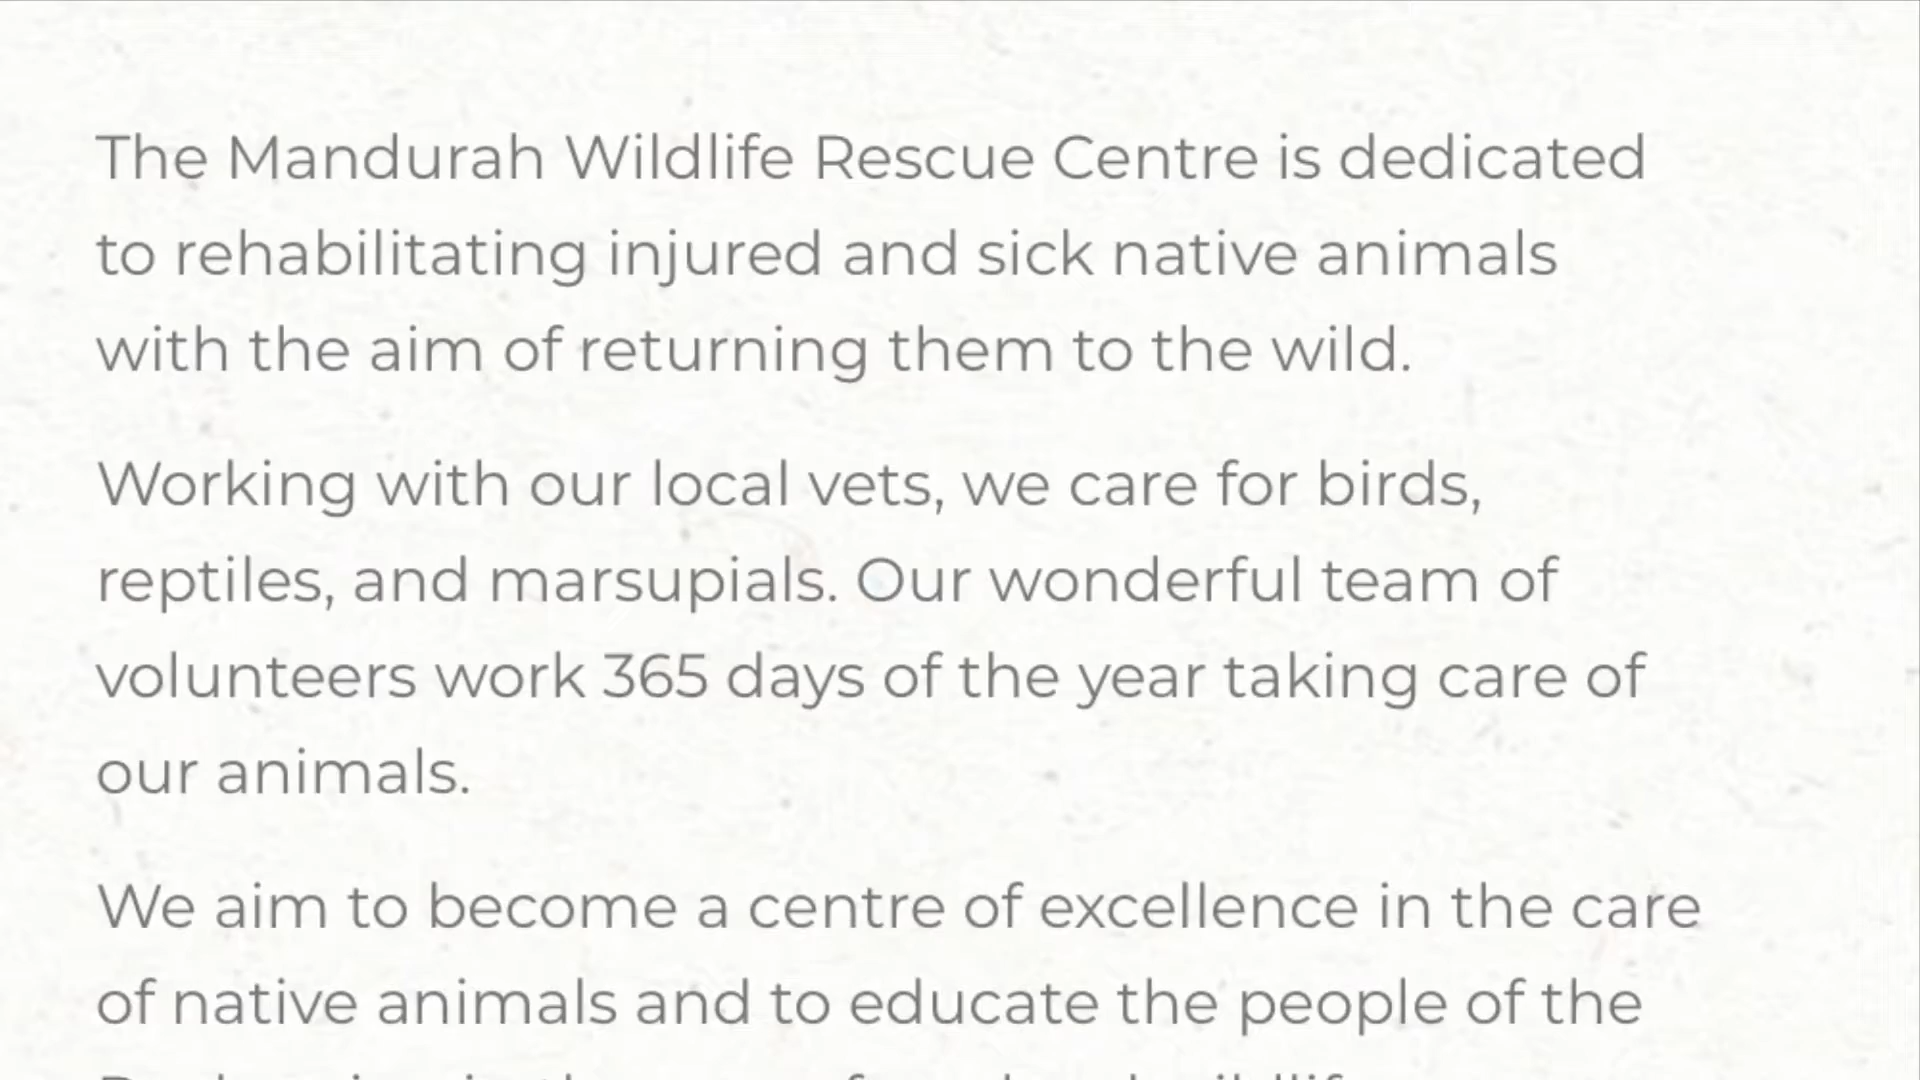 The Mandurah Wildlife Rescue Centre is dedicated
to rehabilitating injured and sick native animals
with the aim of returning them to the wild.
Working with our local vets, we care for birds,
reptiles, and marsupials. Our wonderful team of
volunteers work 365 days of the year taking care of
our animals.
We aim to become a centre of excellence in the care
of native animals and to educate the people of the